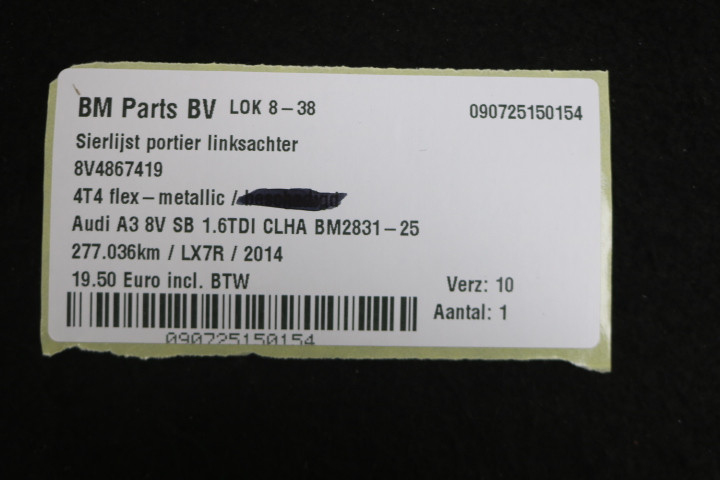 BM Parts BV LOK 8-38 090725150154
Sierlijst portier linksachter
8V4867419
4T4 flex-metallic /
Audi A3 8V SB 1.6TDI CLHA BM2831-25
277.036km / LX7R / 2014
19.50 Euro incl. BTW Verz: 10
Aantal: 1
090725150154